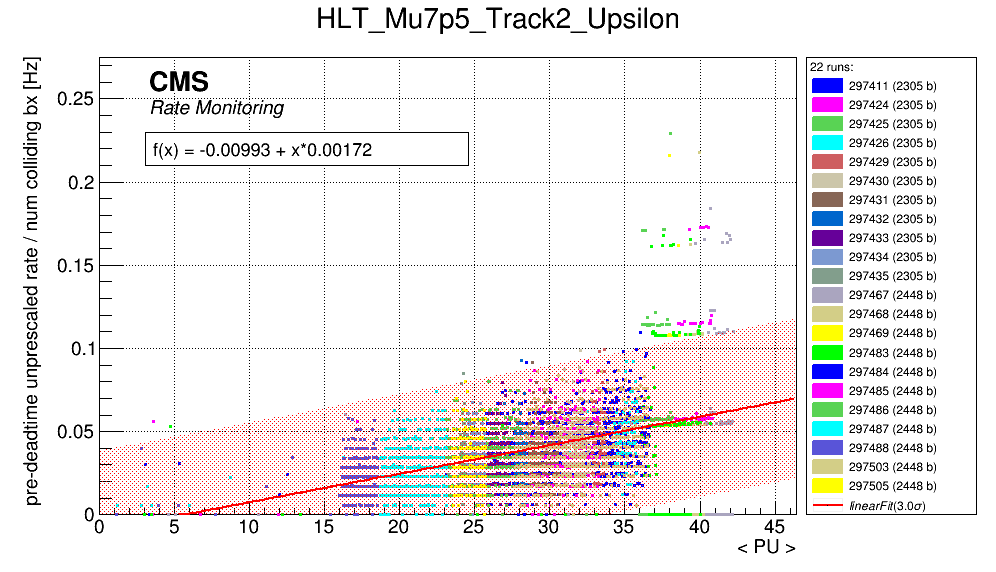 HLT_Mu7p5_Track2_Upsilon
pre-deadtime unprescaled rate / num colliding bx [Hz]
CMS
Rate Monitoring
f(x) = -0.00993 + x*0.00172
0.25
0.2
0.15
0.1
0.05
0
0 5 10 15 20 25 30 35 40 45
< PU >
22 runs:
297411 (2305 b)
297424 (2305 b)
297425 (2305 b)
297426 (2305 b)
297429 (2305 b)
297430 (2305 b)
297431 (2305 b)
297432 (2305 b)
297433 (2305 b)
297434 (2305 b)
297435 (2305 b)
297467 (2448 b)
297468 (2448 b)
297469 (2448 b)
297483 (2448 b)
297484 (2448 b)
297485 (2448 b)
297486 (2448 b)
297487 (2448 b)
297488 (2448 b)
297503 (2448 b)
297505 (2448 b)
linearFit(3.0σ)